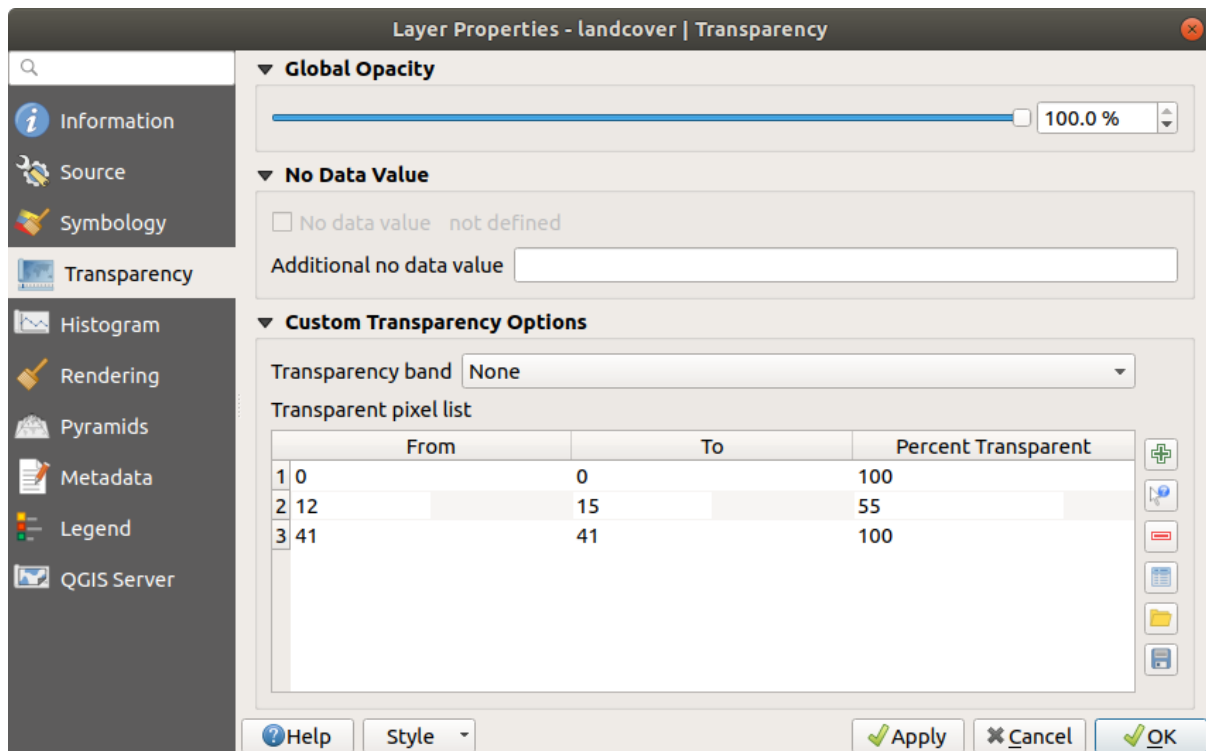 Layer Properties - landcover | Transparency
Information
Source
Symbology
Transparency
Histogram
Rendering
Pyramids
Metadata
Legend
QGIS Server
Global Opacity
100.0 %
No Data Value
No data value not defined
Additional no data value
Custom Transparency Options
Transparency band None
Transparent pixel list
From To Percent Transparent
1 0 0 100
2 12 15 55
3 41 41 100
Help Style Apply Cancel OK